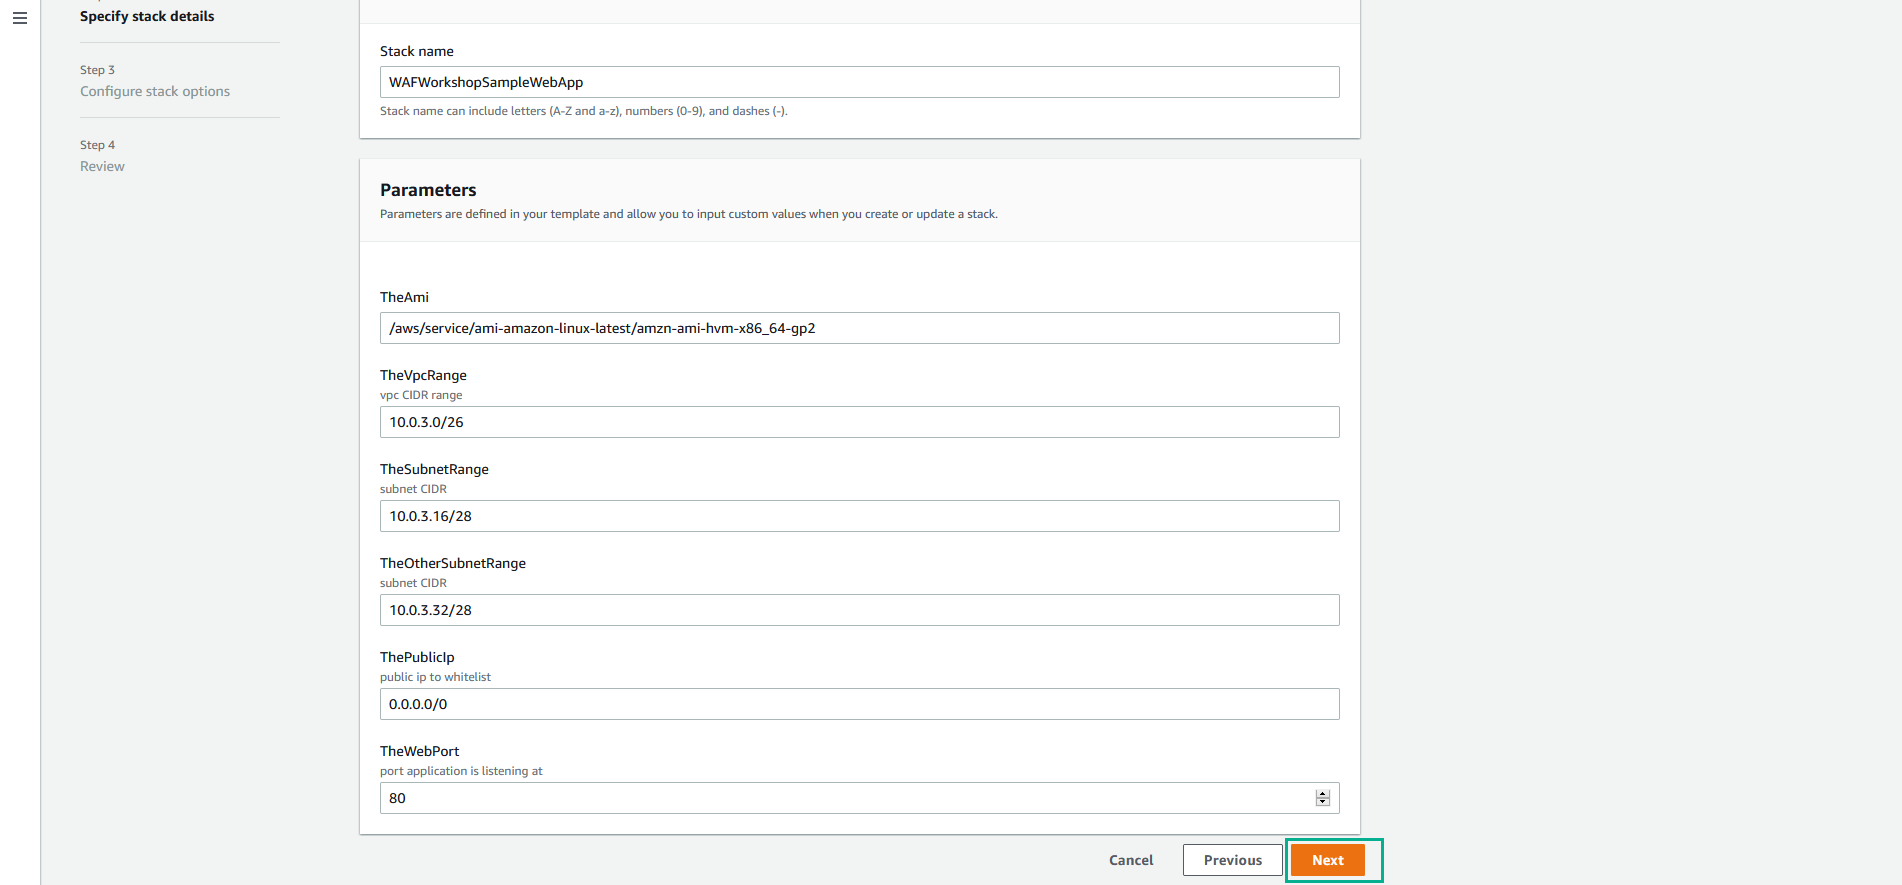 Specify stack details
Step 3
Configure stack options
Step 4
Review
Stack name
WAFWorkshopSampleWebApp
Stack name can include letters (A-Z and a-z), numbers (0-9), and dashes (-).
Parameters
Parameters are defined in your template and allow you to input custom values when you create or update a stack.
TheAmi
/aws/service/ami-amazon-linux-latest/amzn-ami-hvm-x86_64-gp2
TheVpcRange
vpc CIDR range
10.0.3.0/26
TheSubnetRange
subnet CIDR
10.0.3.16/28
TheOtherSubnetRange
subnet CIDR
10.0.3.32/28
ThePublicIp
public ip to whitelist
0.0.0.0/0
TheWebPort
port application is listening at
80
Cancel
Previous
Next